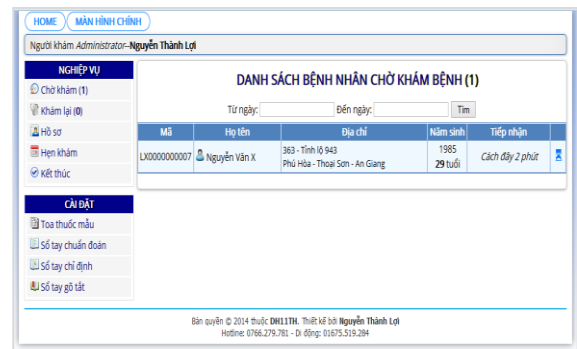 HOME MÀN HÌNH CHÍNH
Người khám Administrator-Nguyễn Thành Lợi
NGHIỆP VỤ
Chờ khám (1)
Khám lại (0)
Hồ sơ
Hẹn khám
Kết thúc
CÀI ĐẶT
Toa thuốc mẫu
Sổ tay chuẩn đoán
Sổ tay chỉ định
Sổ tay gõ tắt
DANH SÁCH BỆNH NHÂN CHỜ KHÁM BỆNH (1)
Từ ngày: Đến ngày: Tìm
Mã Họ tên Địa chỉ Năm sinh Tiếp nhận
LX0000000007 Nguyễn Văn X 363 - Tỉnh lộ 943 1985 Cách đây 2 phút
Phú Hòa - Thoại Sơn - An Giang 29 tuổi
Bản quyền © 2014 thuộc DH11TH. Thiết kế bởi Nguyễn Thành Lợi
Hotline: 0766.279.781 - Di động: 01675.519.284